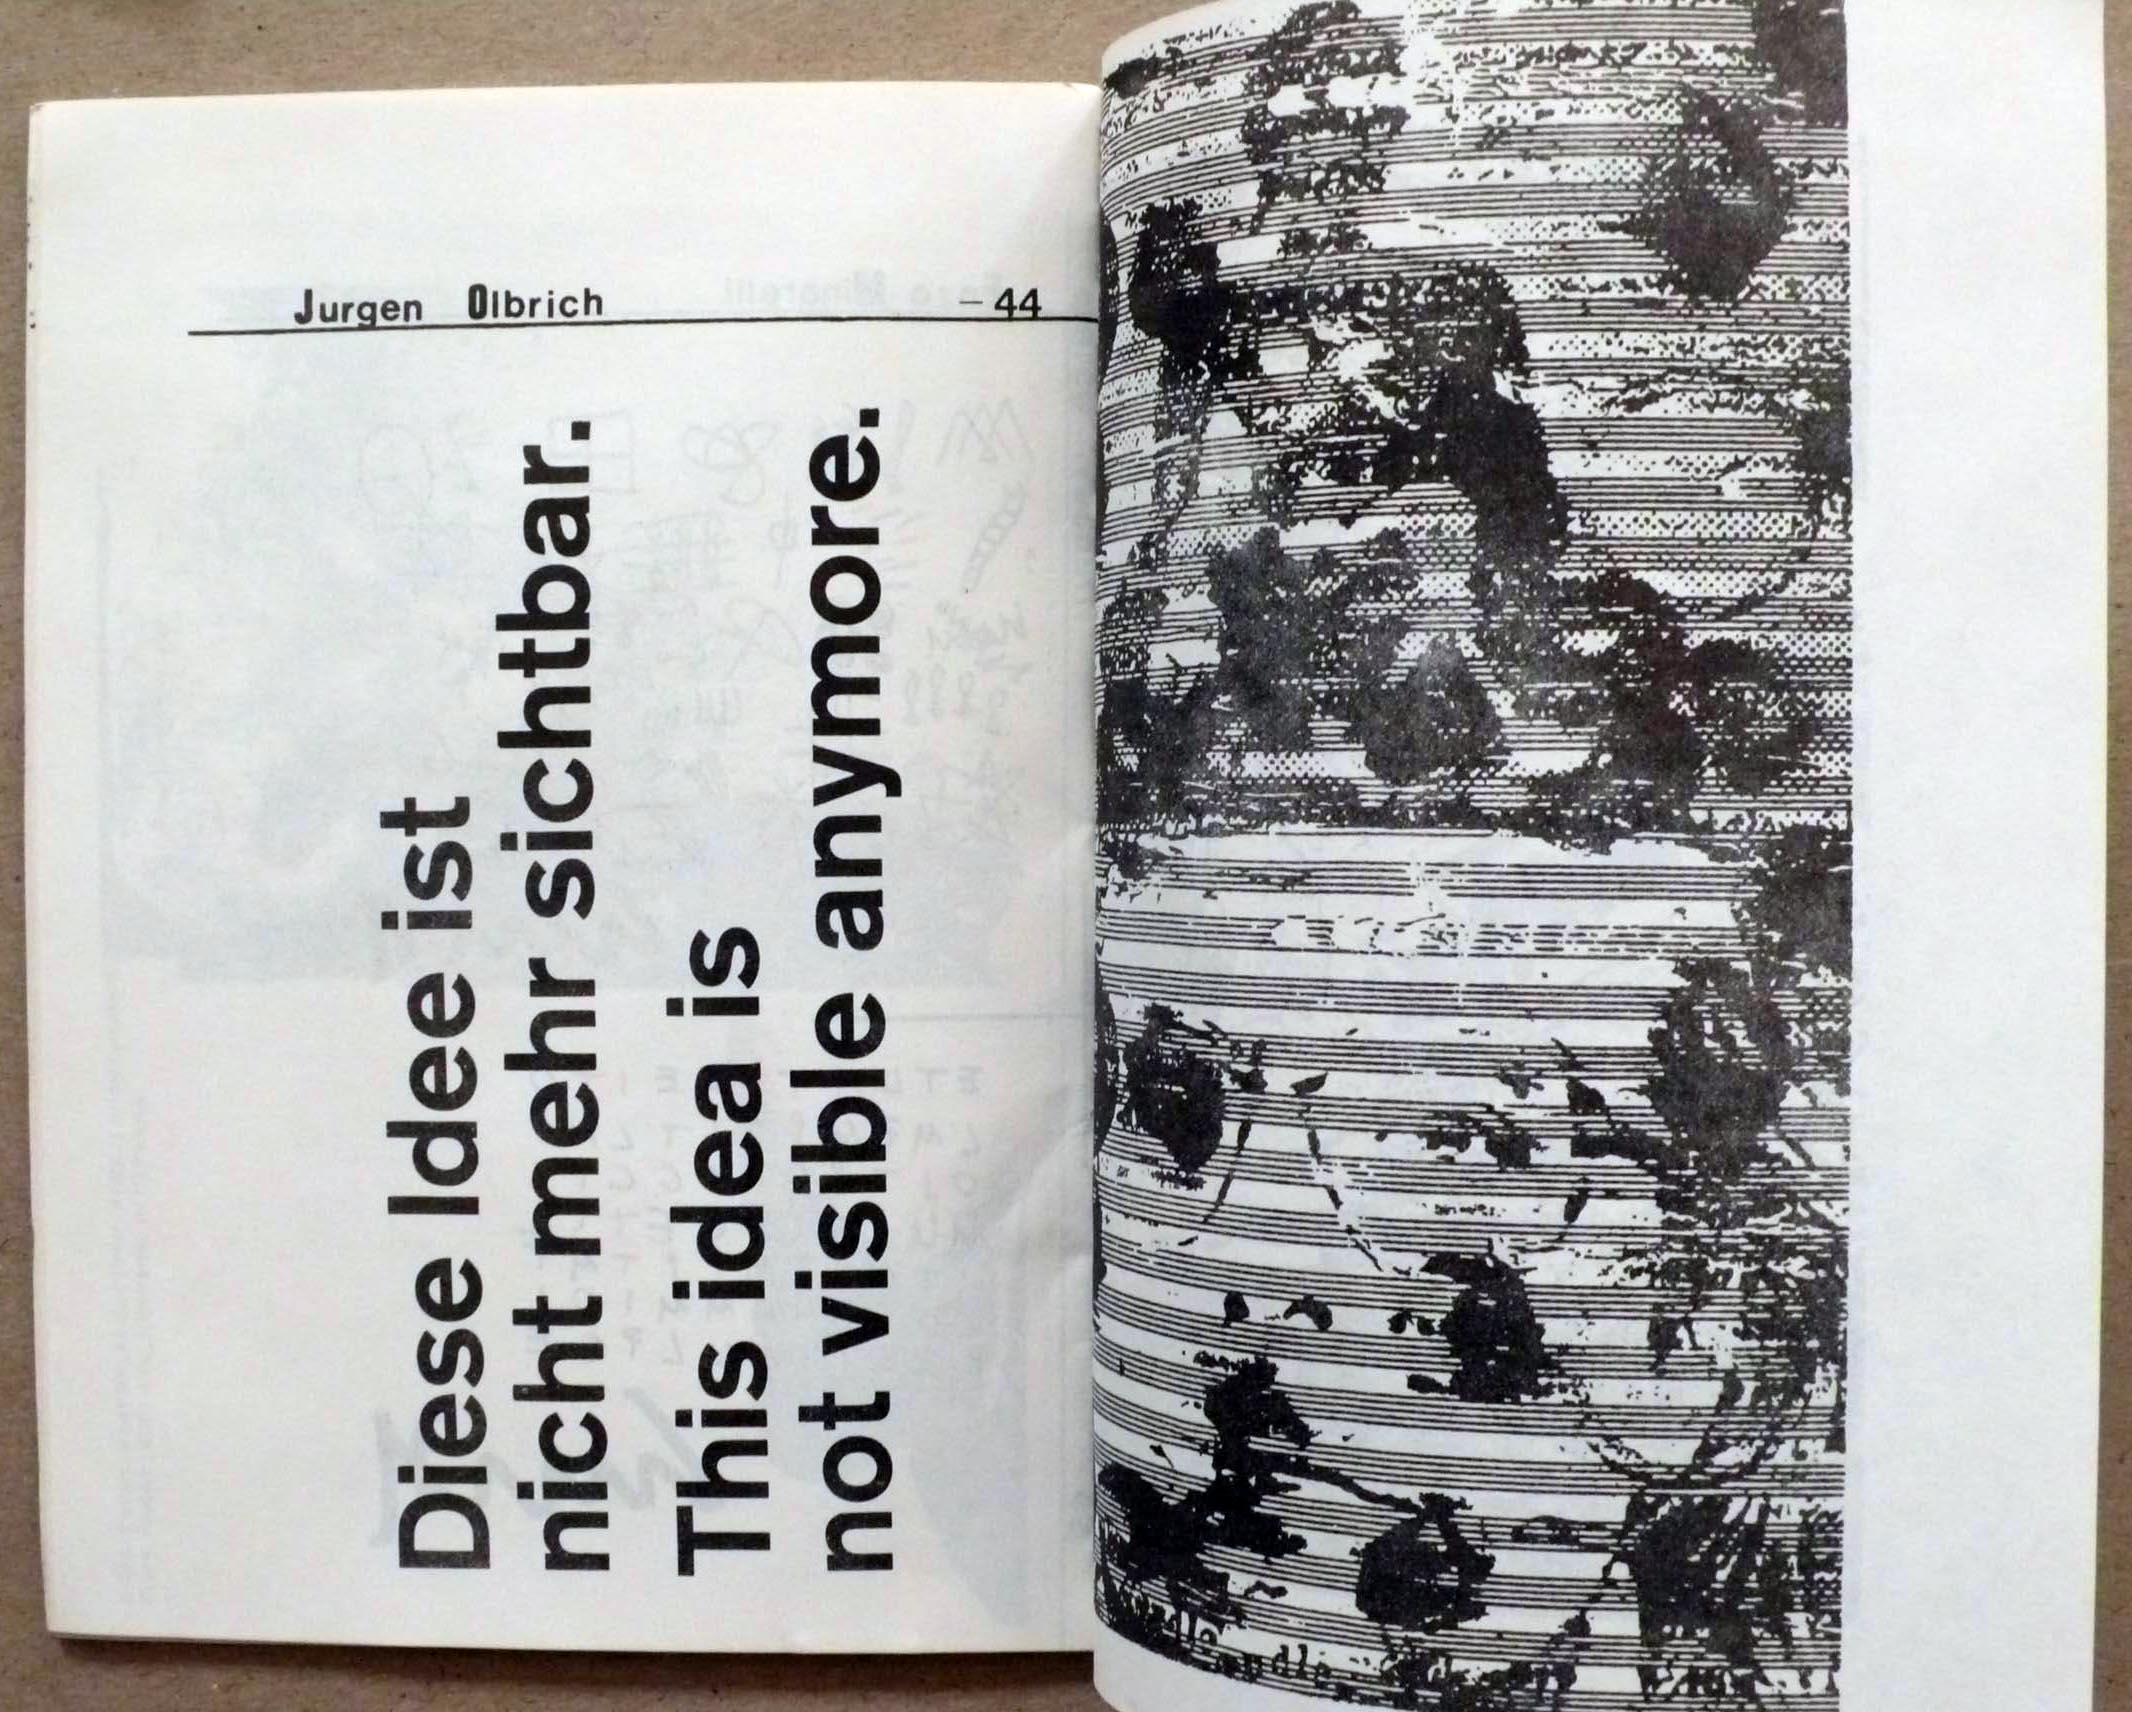 Jurgen Olbrich
– 44
Diese Idee ist
nicht mehr sichtbar.
This idea is
not visible anymore.